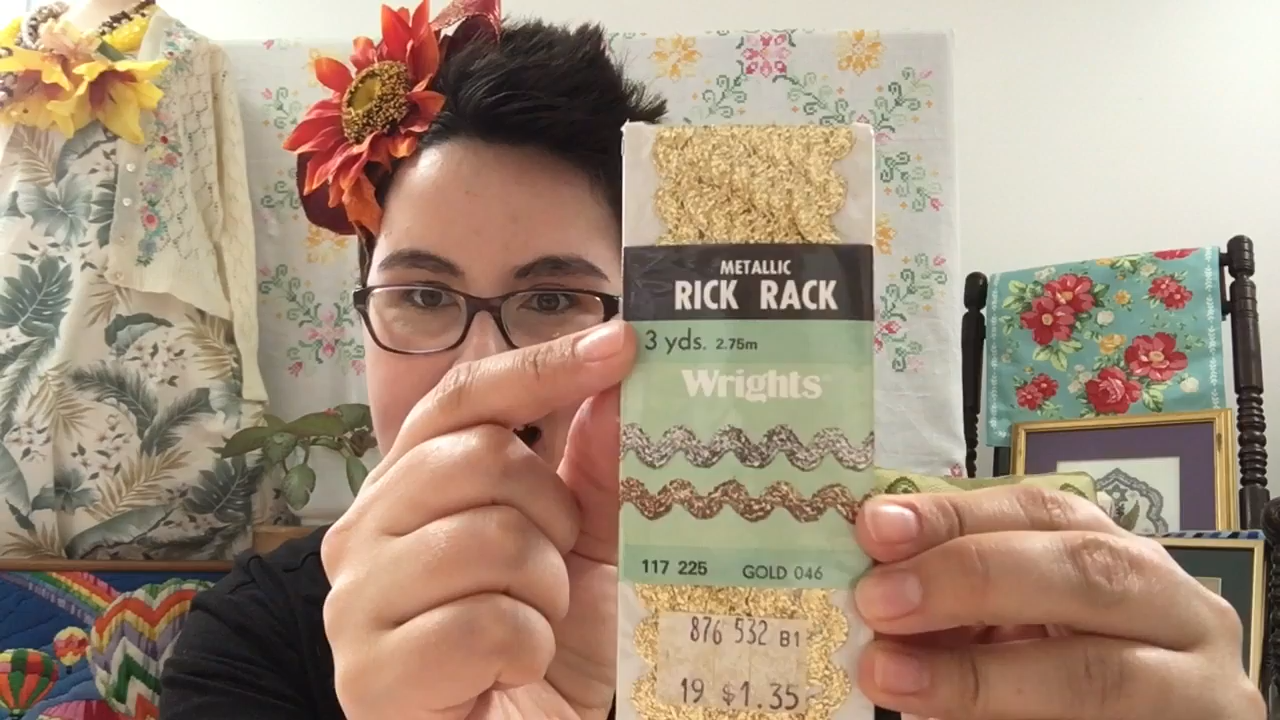 METALLIC
RICK RACK
3 yds. 2.75m
Wrights
117 225 GOLD 046
876 532 B1
19 $1.35